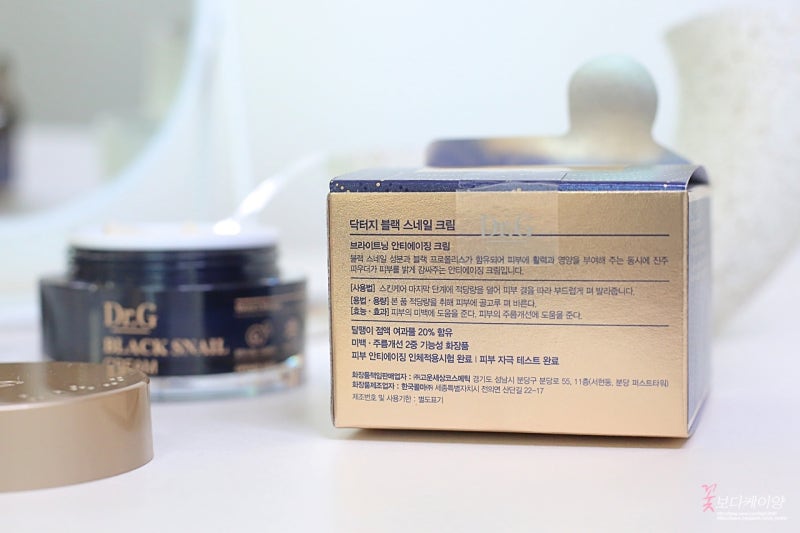 Dr.G
BLACK SNAIL
CREAM
Dr.G
닥터지 블랙 스네일 크림
브라이트닝 안티에이징 크림
블랙 스네일 성분과 블랙 프로폴리스가 함유되어 피부에 활력과 영양을 부여해 주는 동시에 진주
파우더가 피부를 밝게 감싸주는 안티에이징 크림입니다.
[사용법] 스킨케어 마지막 단계에 적당량을 덜어 피부 결을 따라 부드럽게 펴 발라줍니다.
[용법·용량] 본 품 적당량을 취해 피부에 골고루 펴 바른다.
[효능·효과] 피부의 미백에 도움을 준다. 피부의 주름개선에 도움을 준다.
달팽이 점액 여과물 20% 함유
미백·주름개선 2중 기능성 화장품
피부 안티에이징 인체적용시험 완료 | 피부 자극 테스트 완료
화장품책임판매업자 : ㈜고운세상코스메틱 경기도 성남시 분당구 분당로 55, 11층(서현동, 분당 퍼스트타워)
화장품제조업자 : 한국콜마㈜ 세종특별자치시 전의면 산단길 22-17
제조번호 및 사용기한 : 별도표기
꽃보다케이양